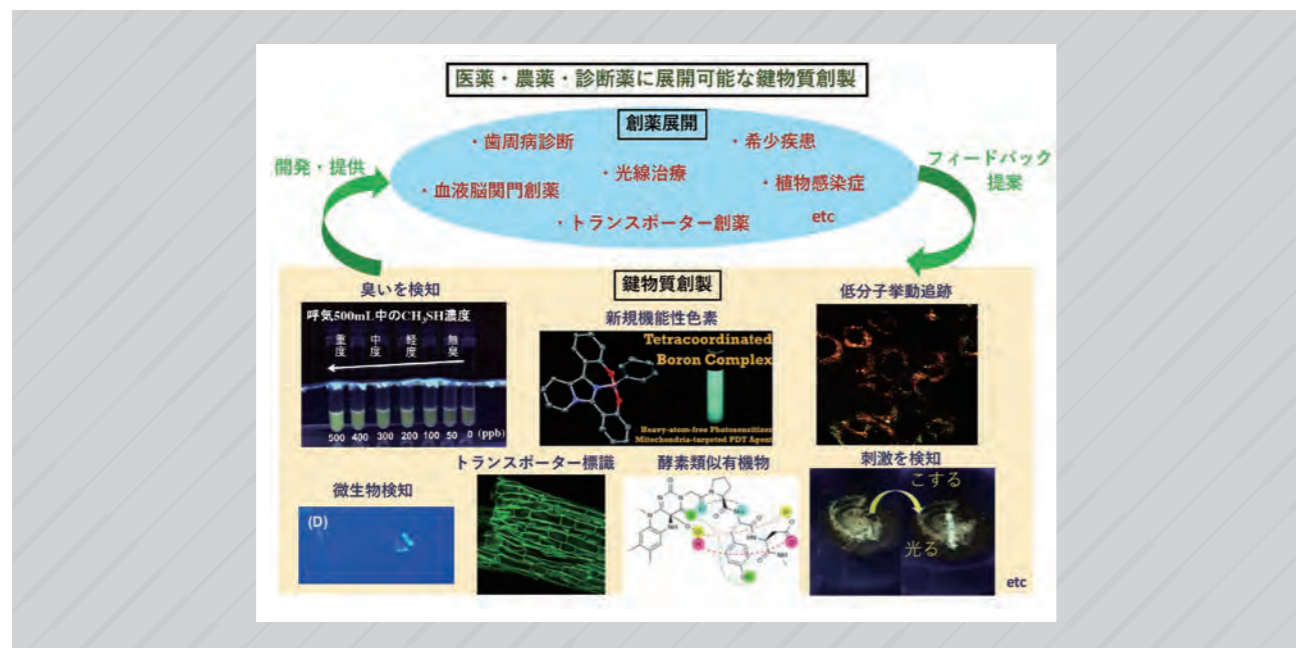 医薬・農薬・診断薬に展開可能な鍵物質創製
創薬展開
・歯周病診断
・希少疾患
・光線治療
・血液脳関門創薬
・植物感染症
・トランスポーター創薬
etc
開発・提供
フィードバック
提案
鍵物質創製
臭いを検知
呼気500mL中のCH₃SH濃度
重度
中度
軽度
無臭
500 400 300 200 100 50 0 (ppb)
新規機能性色素
Tetracoordinated
Boron Complex
Heavy-atom-free Photosensitizer
Mitochondria-targeted PDT Agent
低分子挙動追跡
微生物検知
(D)
トランスポーター標識
酵素類似有機物
刺激を検知
こする
光る
etc